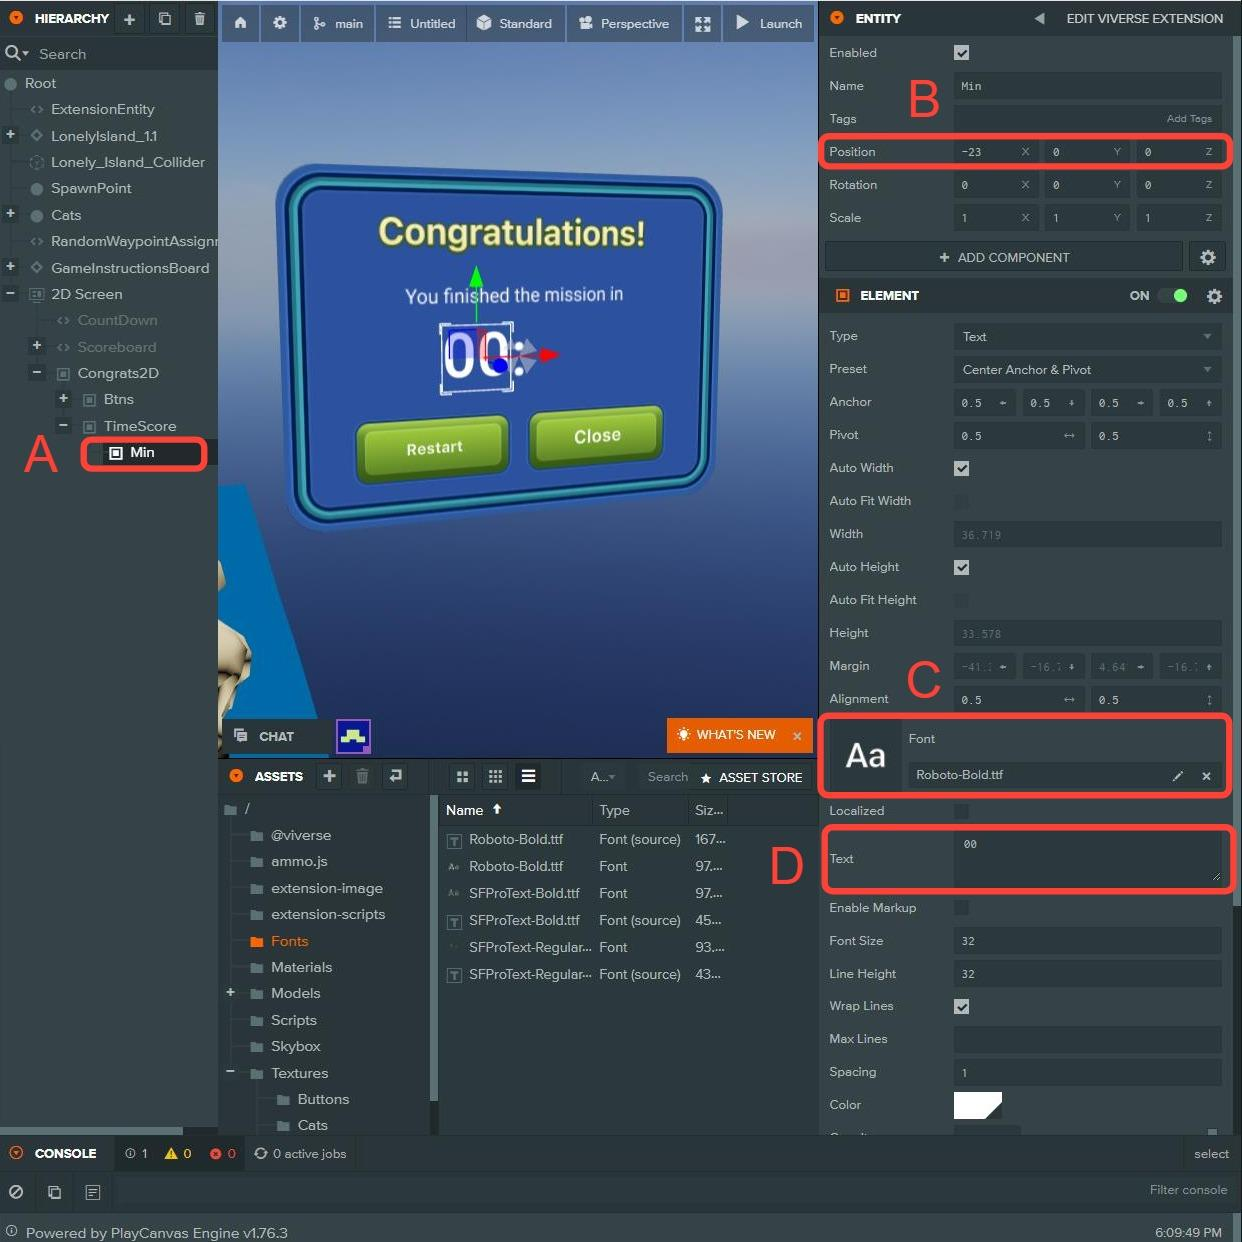 HIERARCHY
main
Untitled
Standard
Perspective
Launch
ENTITY
EDIT VIVERSE EXTENSION
Search
Root
ExtensionEntity
LonelyIsland_1.1
Lonely_Island_Collider
SpawnPoint
Cats
RandomWaypointAssignr
GameInstructionsBoard
2D Screen
CountDown
Scoreboard
Congrats2D
Btns
TimeScore
A
Min
Congratulations!
You finished the mission in
00:
Restart
Close
CHAT
WHAT'S NEW ×
Enabled
Name Min
B
Tags Add Tags
Position -23 X 0 Y 0 Z
Rotation 0 X 0 Y 0 Z
Scale 1 X 1 Y 1 Z
+ ADD COMPONENT
ELEMENT ON
Type Text
Preset Center Anchor & Pivot
Anchor 0.5 0.5 0.5 0.5
Pivot 0.5 0.5
Auto Width
Auto Fit Width
Width 36.719
Auto Height
Auto Fit Height
Height 33.578
Margin -41.: -16.7 4.64 -16.:
C
Alignment 0.5 0.5
Aa
Font
Roboto-Bold.ttf
Localized
D
Text 00
Enable Markup
Font Size 32
Line Height 32
Wrap Lines
Max Lines
Spacing 1
Color
ASSETS
A...
Search
ASSET STORE
/
@viverse
ammo.js
extension-image
extension-scripts
Fonts
Materials
Models
Scripts
Skybox
Textures
Buttons
Cats
Name Type Siz...
Roboto-Bold.ttf Font (source) 167...
Roboto-Bold.ttf Font 97....
SFProText-Bold.ttf Font 97....
SFProText-Bold.ttf Font (source) 45...
SFProText-Regular... Font 93....
SFProText-Regular... Font (source) 43...
CONSOLE 1 0 0 0 active jobs
select
Filter console
Powered by PlayCanvas Engine v1.76.3
6:09:49 PM